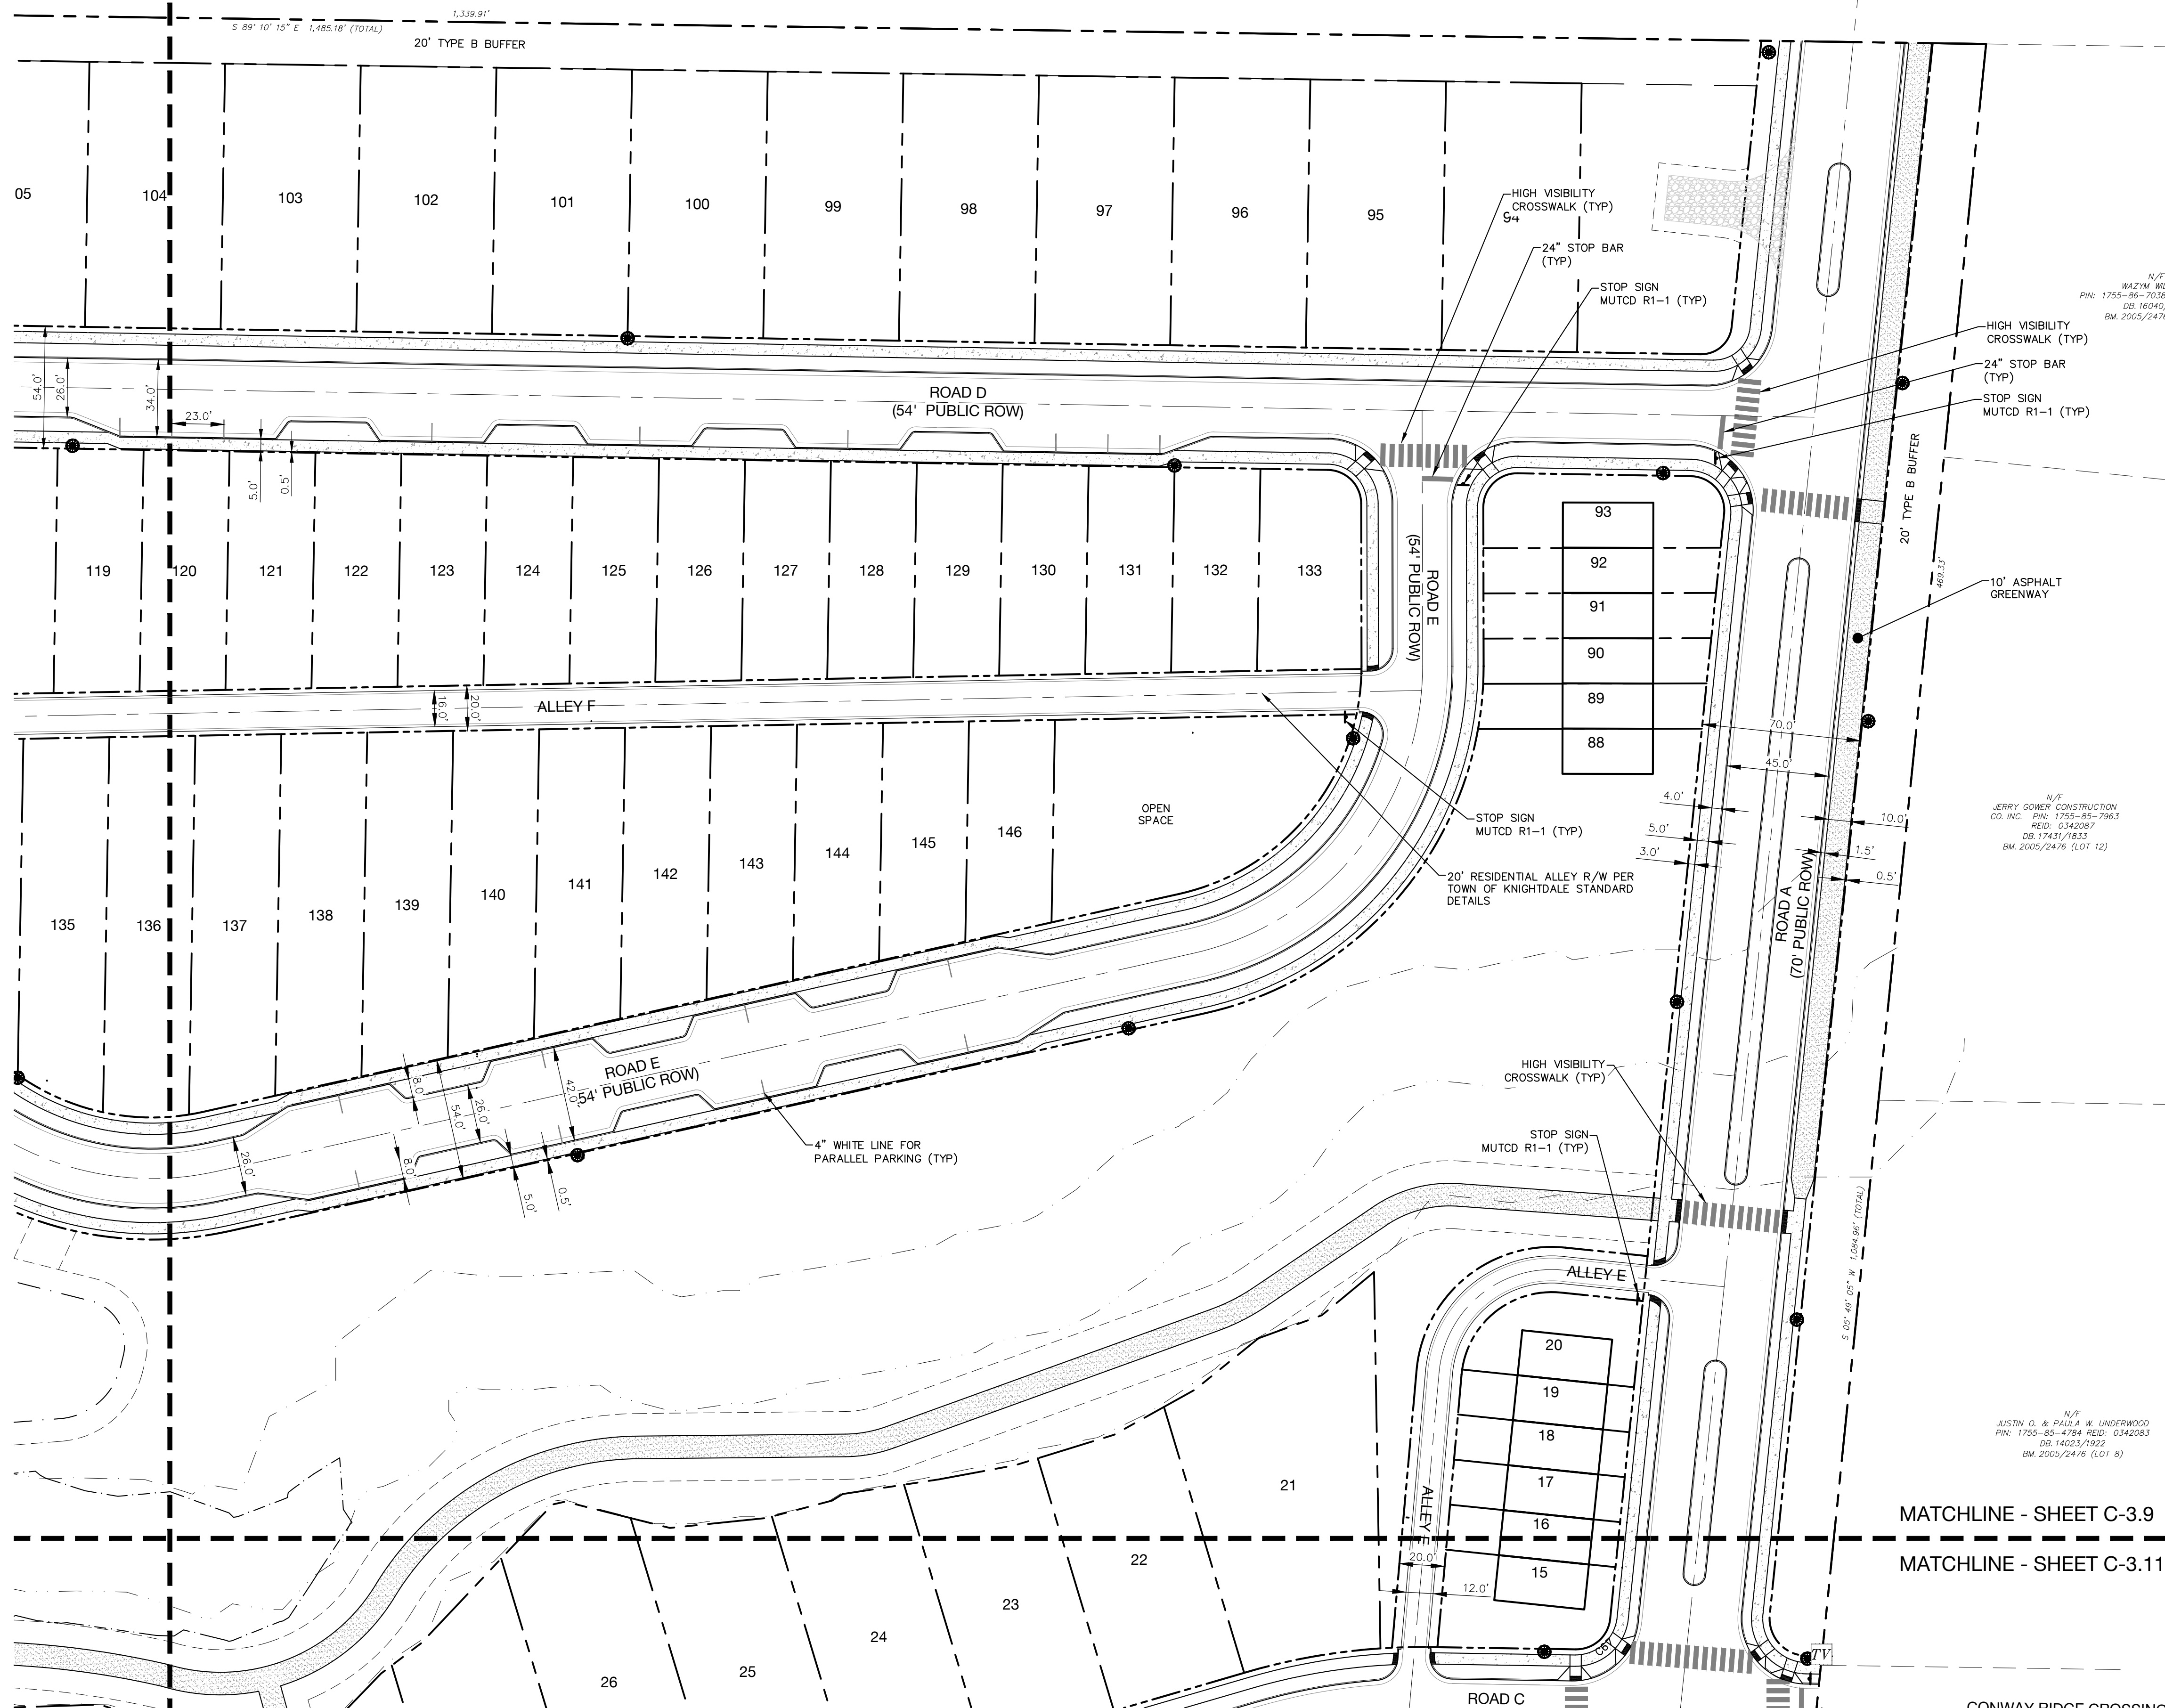 1,339.91'
S 89° 10' 15" E 1,485.18' (TOTAL)
20' TYPE B BUFFER
05
104
103
102
101
100
99
98
97
96
95
94
HIGH VISIBILITY
CROSSWALK (TYP)
24" STOP BAR
(TYP)
STOP SIGN
MUTCD R1-1 (TYP)
N/F
PIN: 1755-86-7038
DB. 16040,
HIGH VISIBILITY
CROSSWALK (TYP)
24" STOP BAR
(TYP)
STOP SIGN
MUTCD R1-1 (TYP)
54.0'
26.0'
34.0'
23.0'
5.0'
0.5'
ROAD D
(54' PUBLIC ROW)
20' TYPE B BUFFER
469.33'
10' ASPHALT
GREENWAY
119
120
121
122
123
124
125
126
127
128
129
130
131
132
133
ROAD E
(54' PUBLIC ROW)
93
92
91
90
89
88
16.0'
20.0'
ALLEY F
70.0'
45.0'
4.0'
5.0'
3.0'
10.0'
1.5'
0.5'
ROAD A
(70' PUBLIC ROW)
N/F
JERRY GOWER CONSTRUCTION
CO. INC. PIN: 1755-85-7963
REID: 0342087
DB. 17431/1833
BM. 2005/2476 (LOT 12)
OPEN
SPACE
STOP SIGN
MUTCD R1-1 (TYP)
20' RESIDENTIAL ALLEY R/W PER
TOWN OF KNIGHTDALE STANDARD
DETAILS
135
136
137
138
139
140
141
142
143
144
145
146
ROAD E
54' PUBLIC ROW)
8.0'
54.0'
26.0'
42.0'
26.0'
8.0'
5.0'
0.5'
4" WHITE LINE FOR
PARALLEL PARKING (TYP)
HIGH VISIBILITY
CROSSWALK (TYP)
STOP SIGN
MUTCD R1-1 (TYP)
S 05° 49' 05" W 1,084.96' (TOTAL)
ALLEY E
20
19
18
17
16
15
ALLEY E
20.0'
12.0'
21
22
23
24
25
26
N/F
JUSTIN O. & PAULA W. UNDERWOOD
PIN: 1755-85-4784 REID: 0342083
DB. 14023/1922
BM. 2005/2476 (LOT 8)
MATCHLINE - SHEET C-3.9
MATCHLINE - SHEET C-3.11
C67
TV
ROAD C
CONWAY RIDGE CROSSING